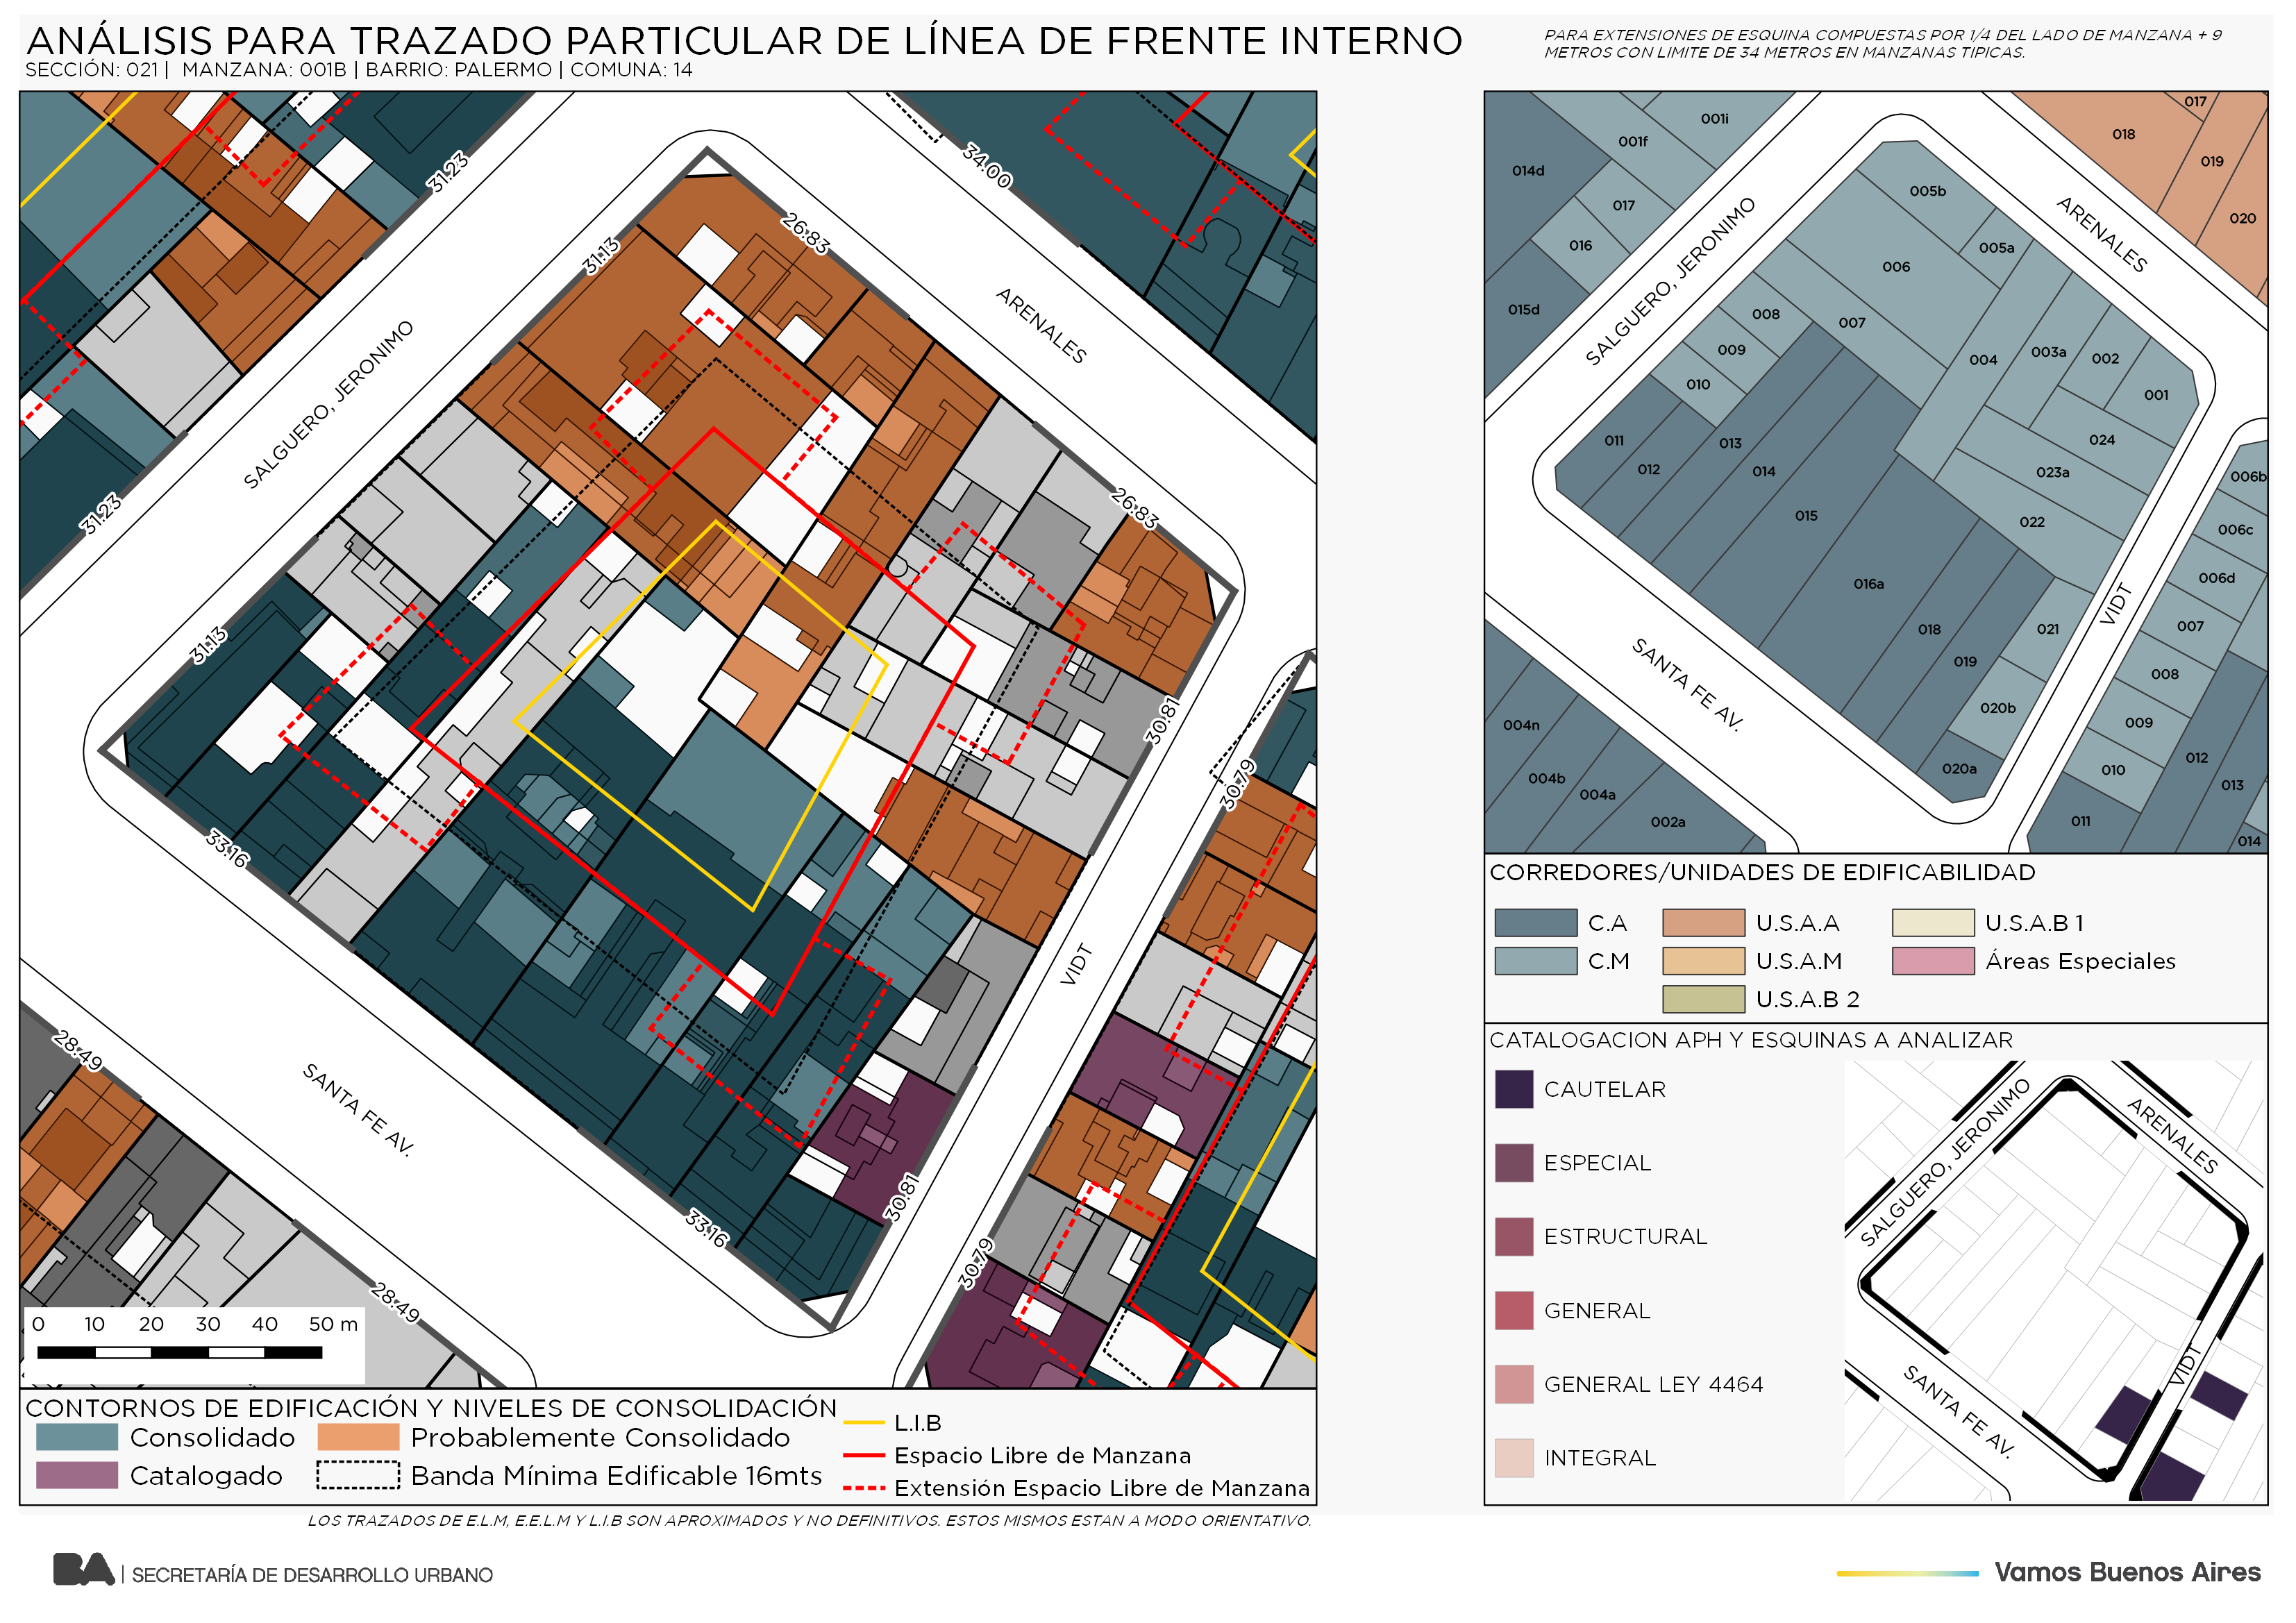 ANÁLISIS PARA TRAZADO PARTICULAR DE LÍNEA DE FRENTE INTERNO
SECCIÓN: 021 | MANZANA: 001B | BARRIO: PALERMO | COMUNA: 14
PARA EXTENSIONES DE ESQUINA COMPUESTAS POR 1/4 DEL LADO DE MANZANA + 9
METROS CON LIMITE DE 34 METROS EN MANZANAS TIPICAS.
31.23
34.00
26.83
31.13
ARENALES
SALGUERO, JERONIMO
31.23
26.83
31.13
30.81
30.79
33.16
VIDT
28.49
SANTA FE AV.
30.81
33.16
30.79
28.49
0 10 20 30 40 50 m
CONTORNOS DE EDIFICACIÓN Y NIVELES DE CONSOLIDACIÓN
Consolidado
Probablemente Consolidado
Catalogado
Banda Mínima Edificable 16mts
L.I.B
Espacio Libre de Manzana
Extensión Espacio Libre de Manzana
LOS TRAZADOS DE E.L.M, E.E.L.M Y L.I.B SON APROXIMADOS Y NO DEFINITIVOS. ESTOS MISMOS ESTAN A MODO ORIENTATIVO.
017
001i
018
001f
019
014d
005b
017
020
016
005a
ARENALES
SALGUERO, JERONIMO
006
015d
008
007
009
003a
002
004
010
001
011
013
024
012
014
023a
006b
015
022
006c
016a
006d
VIDT
018
021
007
019
008
SANTA FE AV.
020b
009
004n
012
020a
010
004b
013
004a
002a
011
014
CORREDORES/UNIDADES DE EDIFICABILIDAD
C.A
U.S.A.A
U.S.A.B 1
C.M
U.S.A.M
Áreas Especiales
U.S.A.B 2
CATALOGACION APH Y ESQUINAS A ANALIZAR
CAUTELAR
ESPECIAL
ESTRUCTURAL
GENERAL
GENERAL LEY 4464
INTEGRAL
SALGUERO, JERONIMO
ARENALES
VIDT
SANTA FE AV.
BA | SECRETARÍA DE DESARROLLO URBANO
Vamos Buenos Aires